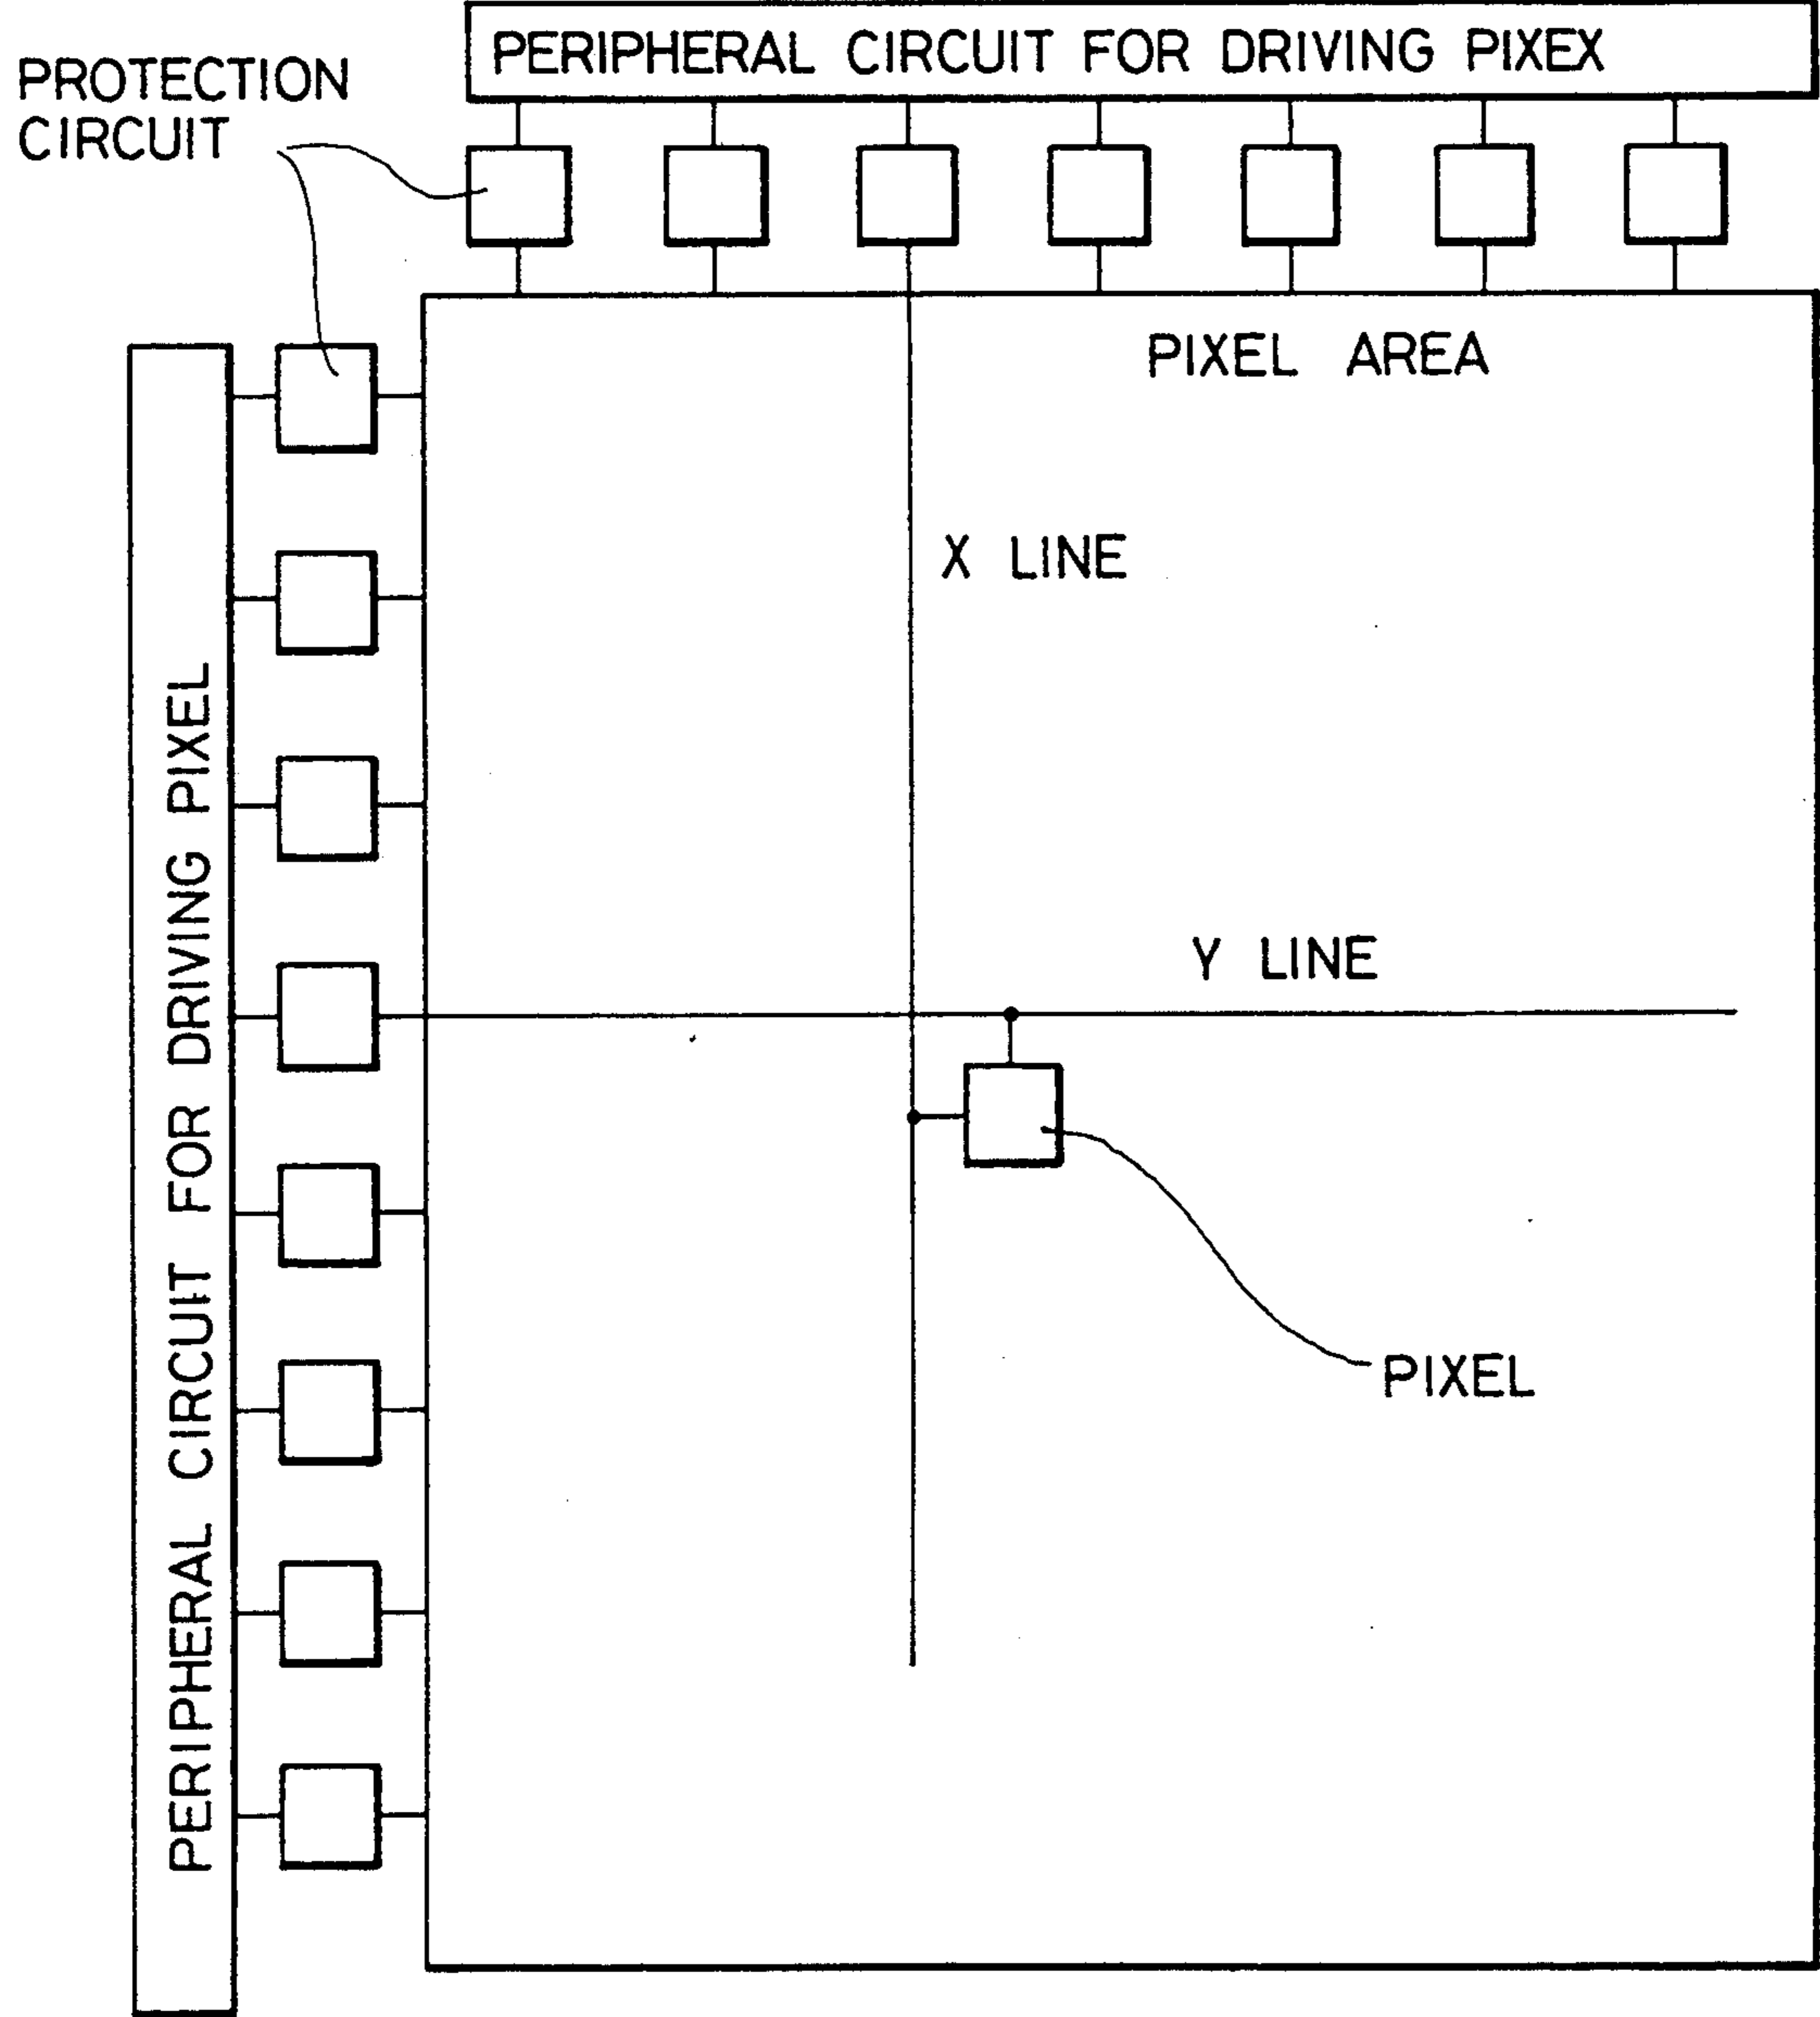 PERIPHERAL CIRCUIT FOR DRIVING PIXEX
PROTECTION
CIRCUIT
PIXEL AREA
X LINE
PERIPHERAL CIRCUIT FOR DRIVING PIXEL
Y LINE
PIXEL